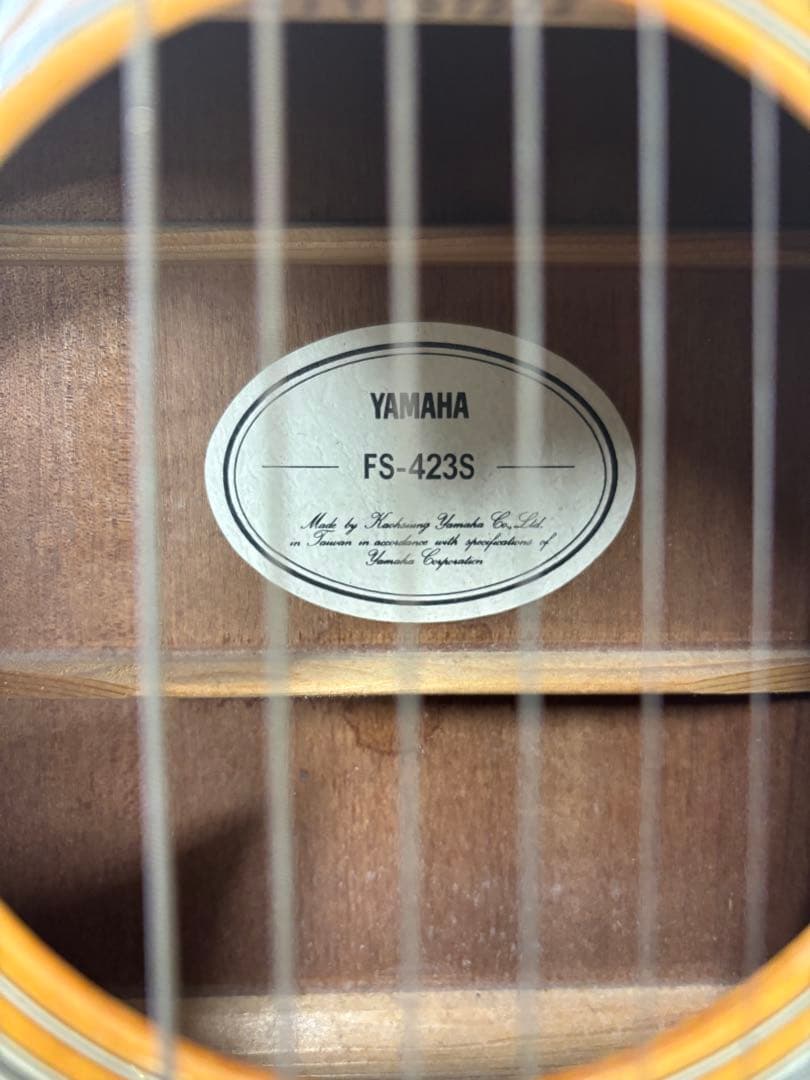 YAMAHA
FS-423S
Made by Kaohsiung Yamaha Co., Ltd.
in Taiwan in accordance with specifications of
Yamaha Corporation